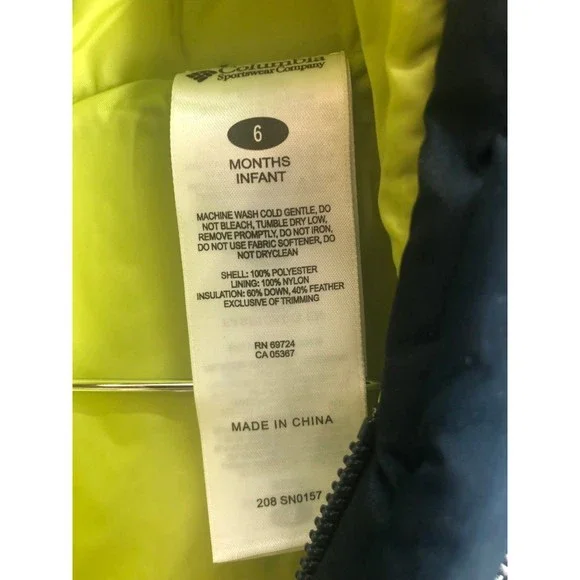 Columbia
Sportswear Company
6
MONTHS
INFANT
MACHINE WASH COLD GENTLE, DO
NOT BLEACH, TUMBLE DRY LOW,
REMOVE PROMPTLY, DO NOT IRON,
DO NOT USE FABRIC SOFTENER, DO
NOT DRYCLEAN
SHELL: 100% POLYESTER
LINING: 100% NYLON
INSULATION: 60% DOWN, 40% FEATHER
EXCLUSIVE OF TRIMMING
RN 69724
CA 05367
MADE IN CHINA
208 SN0157